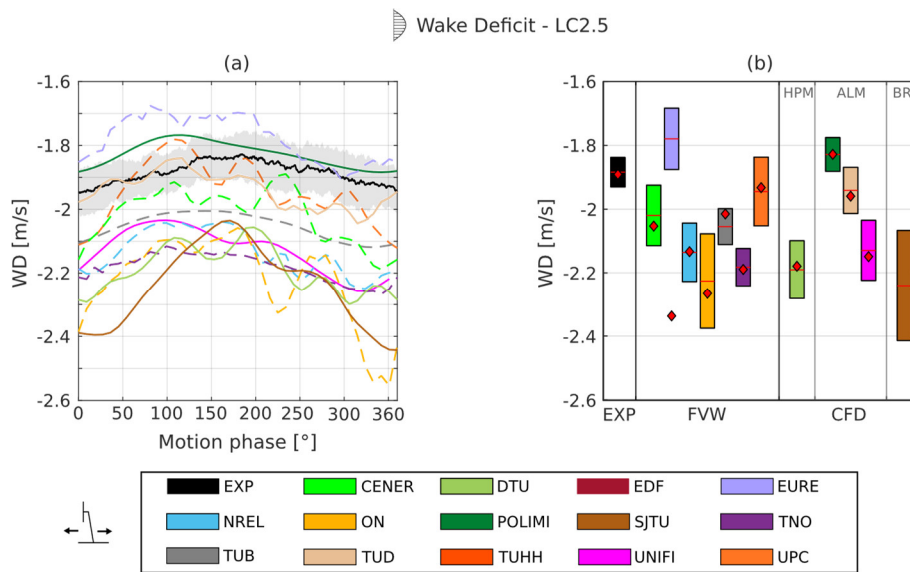 Wake Deficit - LC2.5
(a)
(b)
WD [m/s]
-1.6
-1.8
-2
-2.2
-2.4
-2.6
0 50 100 150 200 250 300 360
Motion phase [°]
WD [m/s]
-1.6
-1.8
-2
-2.2
-2.4
-2.6
HPM ALM BR
EXP FVW CFD
EXP CENER DTU EDF EURE
NREL ON POLIMI SJTU TNO
TUB TUD TUHH UNIFI UPC